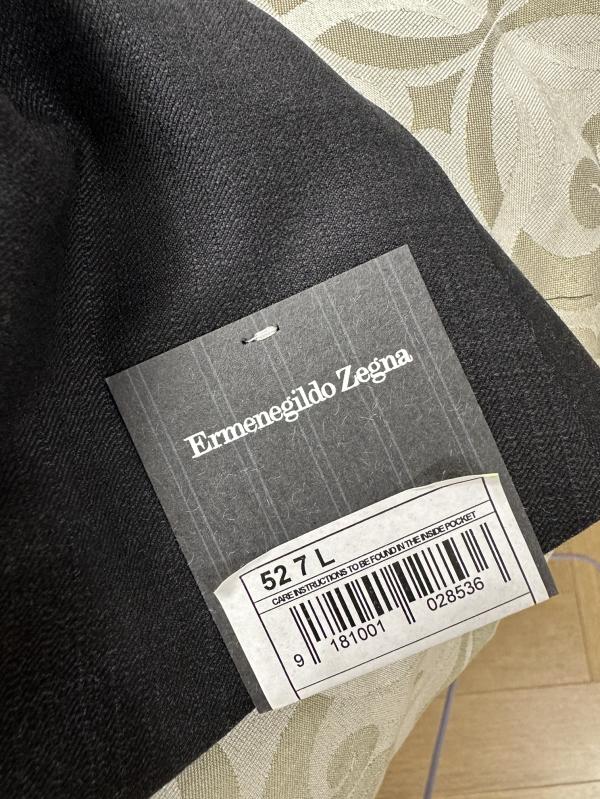 Ermenegildo Zegna
52 7 L
CARE INSTRUCTIONS TO BE FOUND IN THE INSIDE POCKET
9 181001 028536